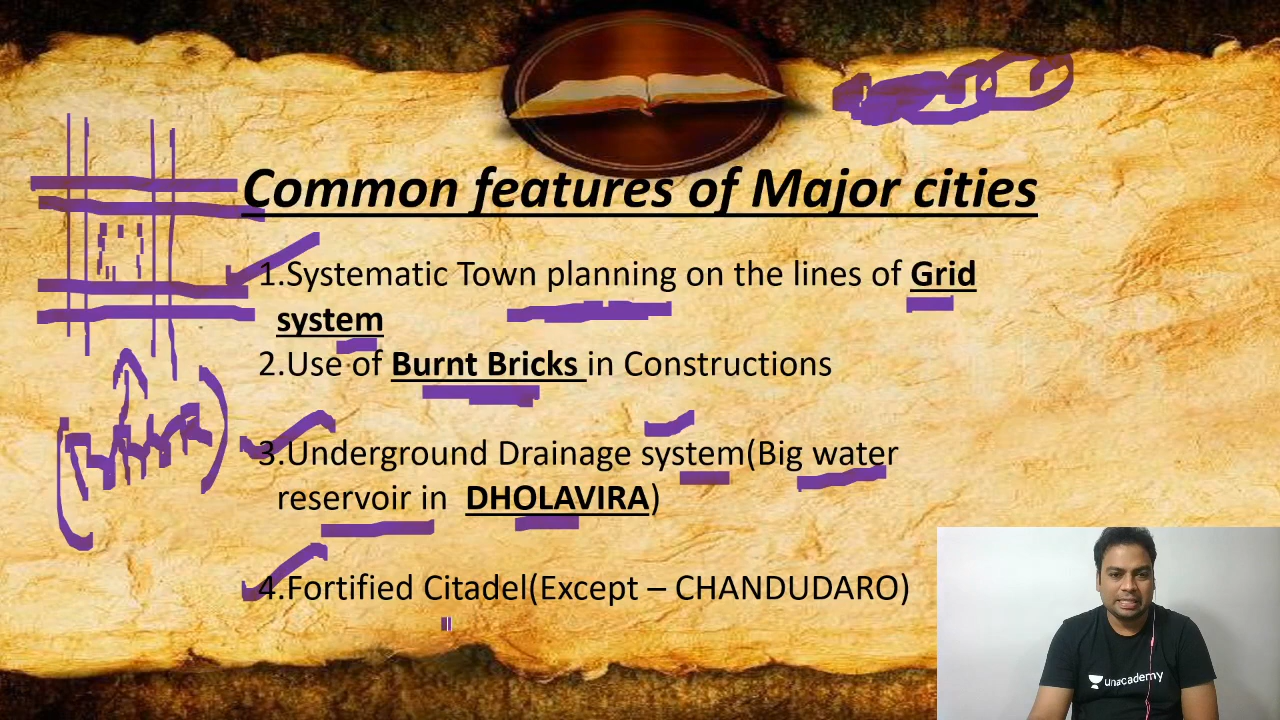 Common features of Major cities
1.Systematic Town planning on the lines of Grid
system
2.Use of Burnt Bricks in Constructions
3.Underground Drainage system(Big water
reservoir in DHOLAVIRA)
4.Fortified Citadel(Except – CHANDUDARO)
unacademy